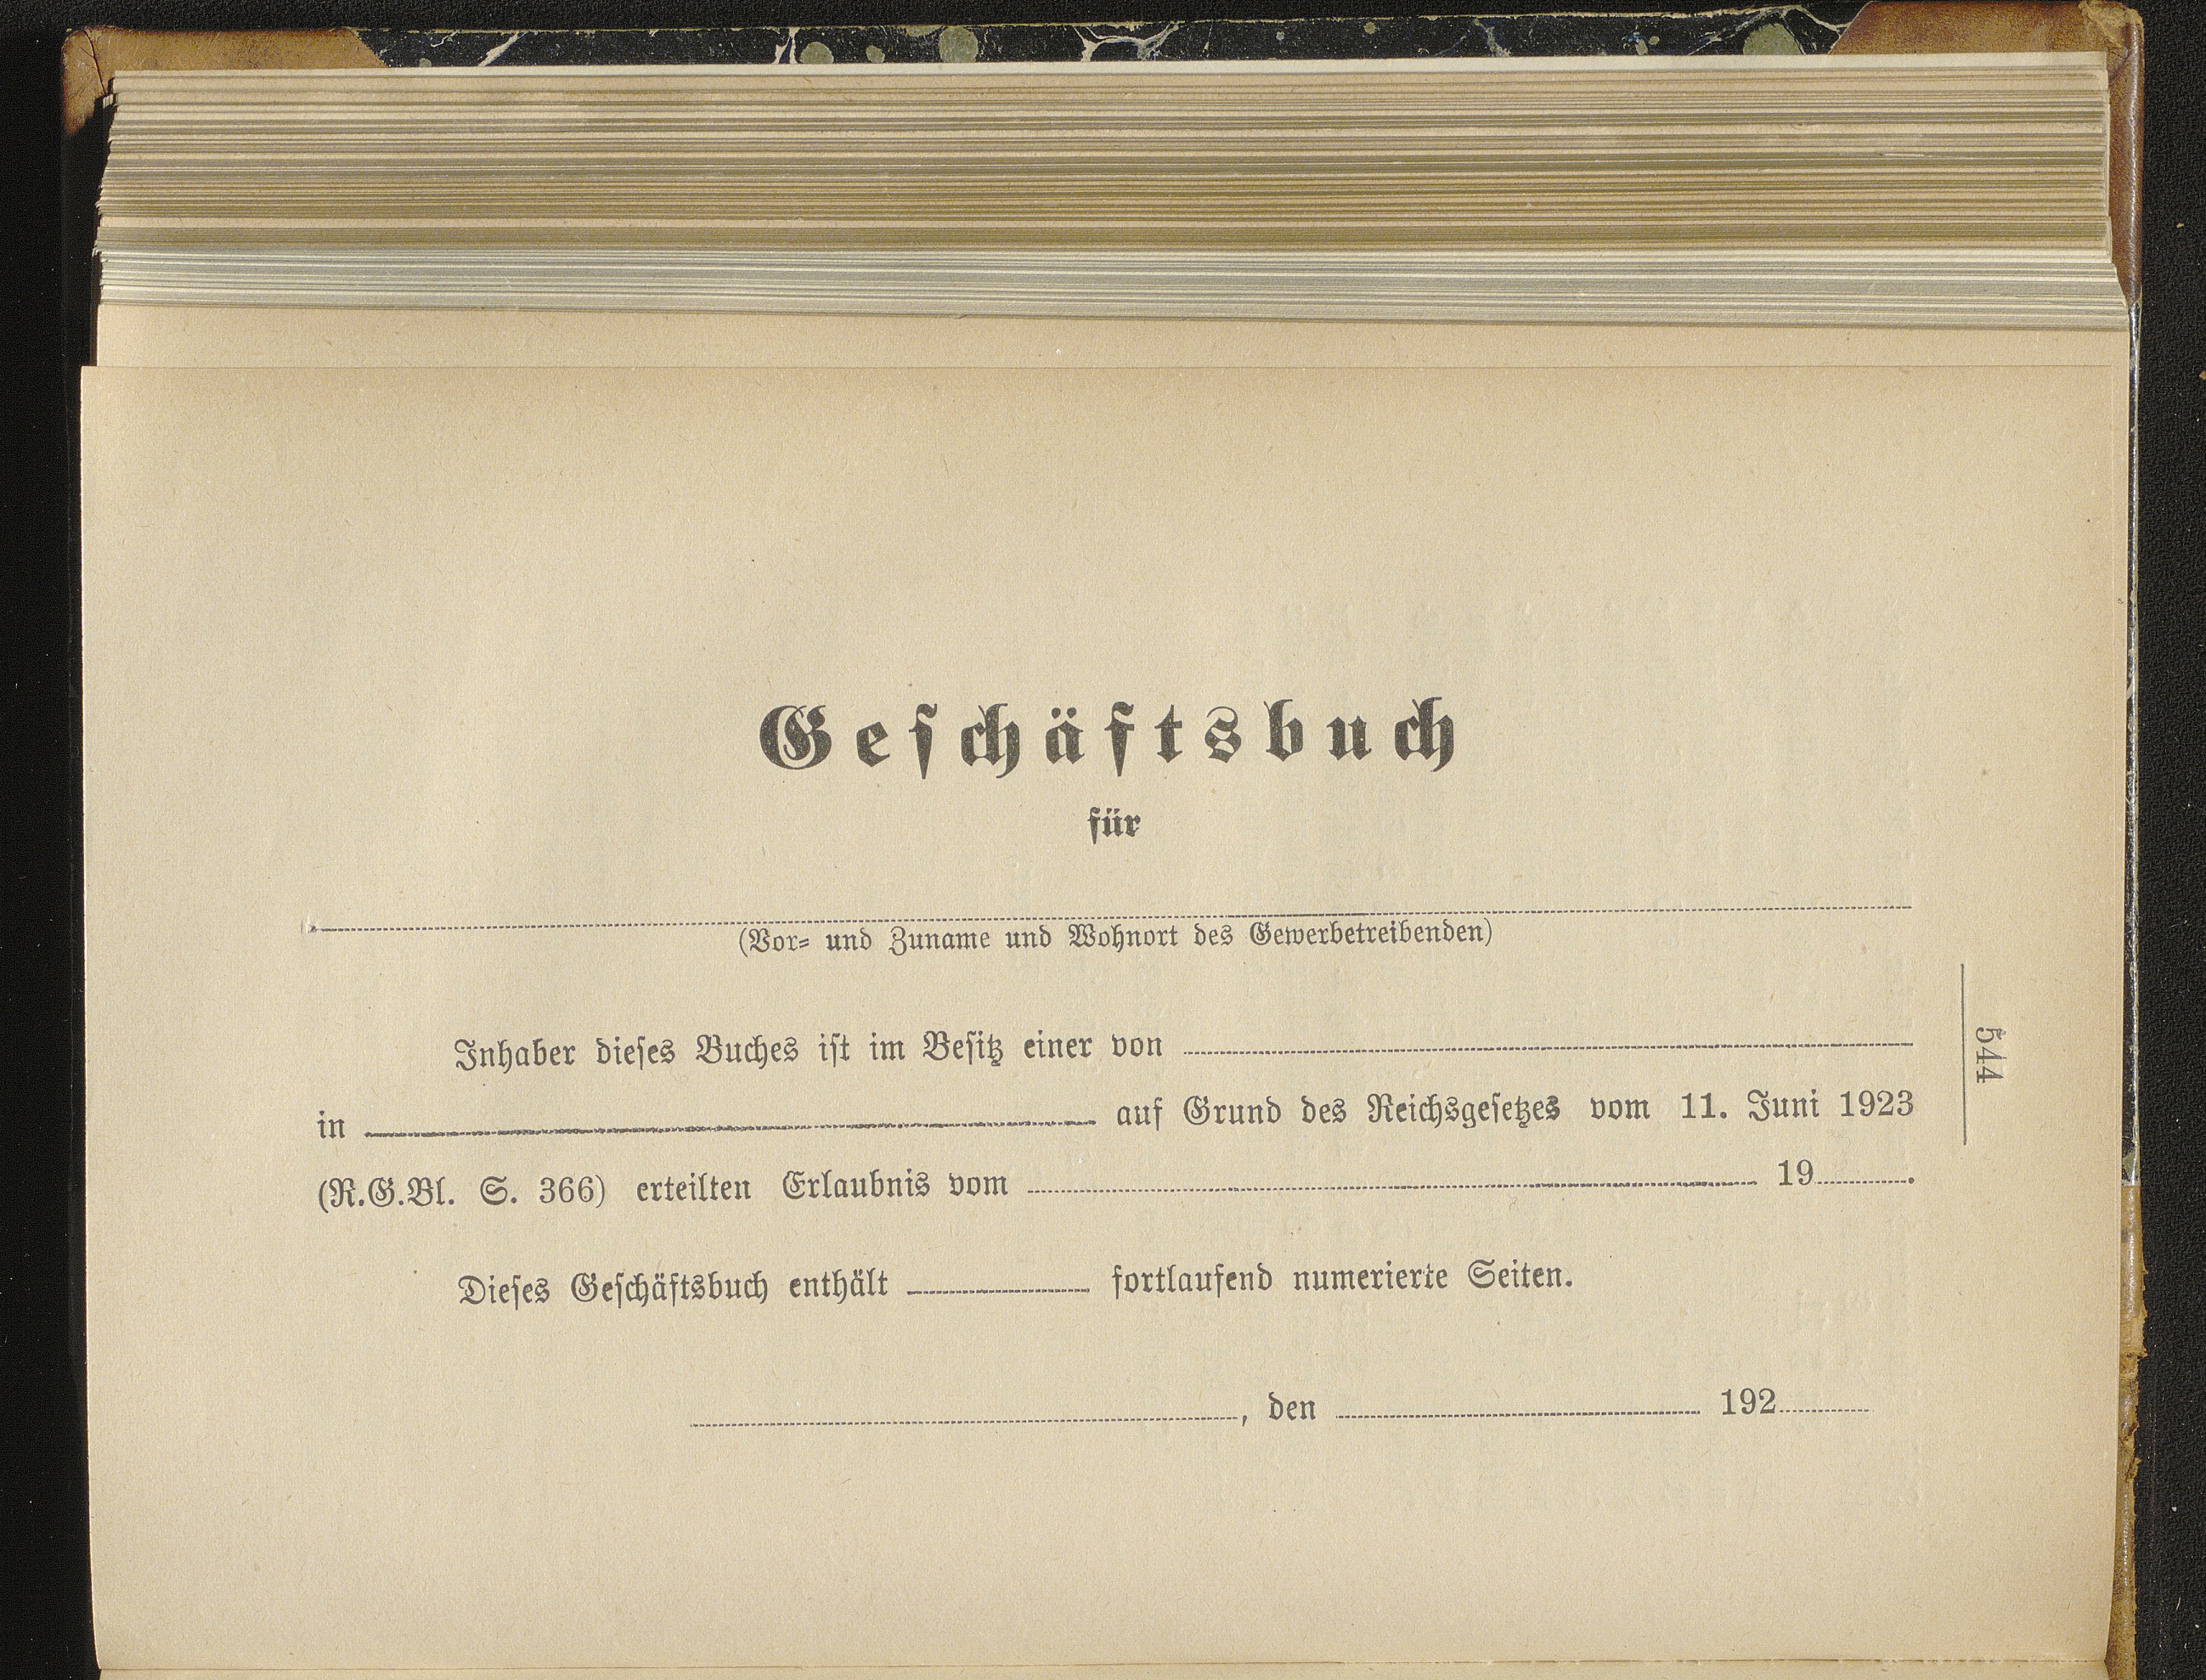 Geschäftsbuch
für
(Vor- und Zuname und Wohnort des Gewerbetreibenden)
Inhaber dieses Buches ist im Besitz einer von
in auf Grund des Reichsgesetzes vom 11. Juni 1923
(R.G.Bl. S. 366) erteilten Erlaubnis vom 19 .
Dieses Geschäftsbuch enthält fortlaufend numerierte Seiten.
, den 192
544